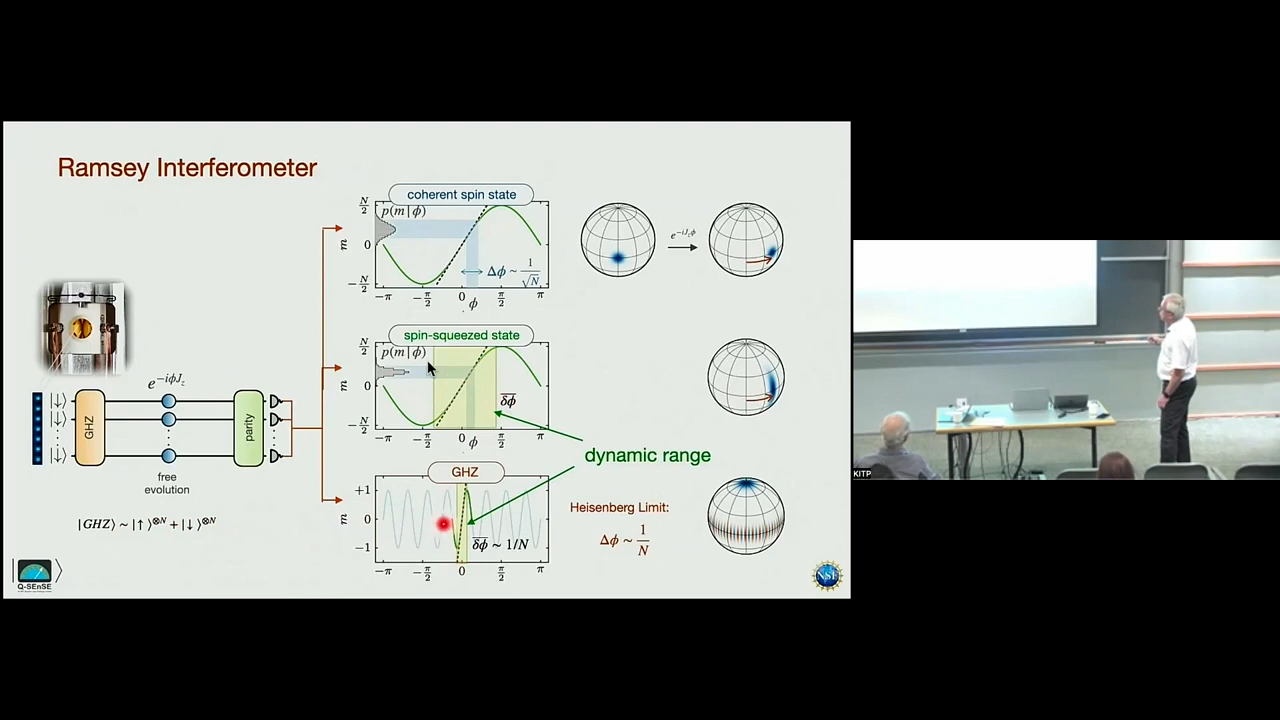 Ramsey Interferometer
coherent spin state
N/2
p(m|ϕ)
m
0
Δϕ ~ 1/√N
−N/2
−π −π/2 0 ϕ π/2 π
e^{−iJ_zϕ}
spin-squeezed state
N/2
p(m|ϕ)
m
0
δϕ
−N/2
−π −π/2 0 ϕ π/2 π
e^{−iϕJ_z}
|↓⟩
|↓⟩
|↓⟩
GHZ
parity
free
evolution
|GHZ⟩ ~ |↑⟩^{⊗N} + |↓⟩^{⊗N}
dynamic range
GHZ
+1
m
0
−1
δϕ ~ 1/N
−π −π/2 0 π/2 π
Heisenberg Limit:
Δϕ ~ 1/N
Q-SEnSE
NSF
KITP